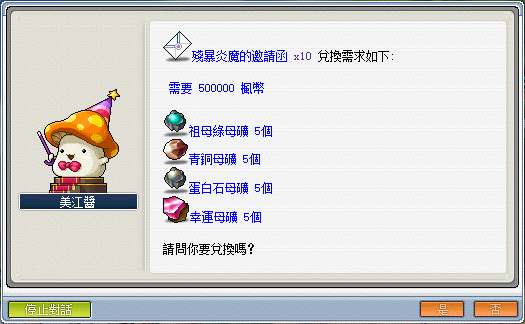 殘暴炎魔的邀請函 x10 兌換需求如下:
需要 500000 楓幣
祖母綠母礦 5個
青銅母礦 5個
蛋白石母礦 5個
幸運母礦 5個
請問你要兌換嗎?
美江醬
停止對話
是
否